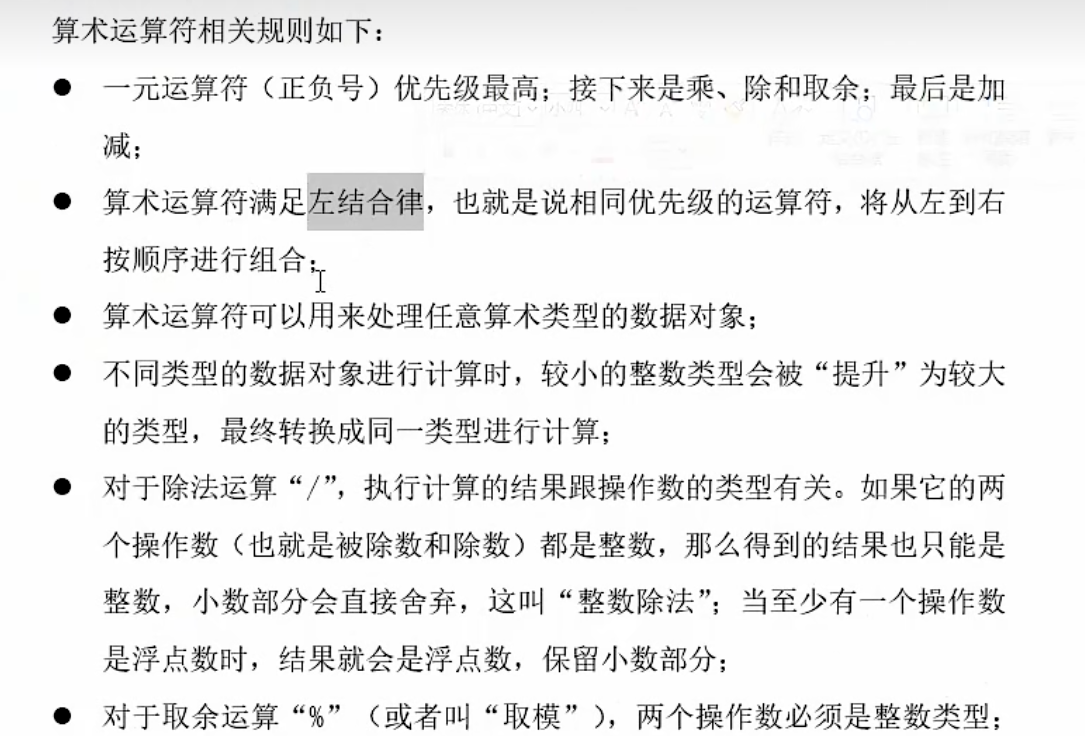 算术运算符相关规则如下：
● 一元运算符（正负号）优先级最高；接下来是乘、除和取余；最后是加
减；
● 算术运算符满足左结合律，也就是说相同优先级的运算符，将从左到右
按顺序进行组合；
● 算术运算符可以用来处理任意算术类型的数据对象；
● 不同类型的数据对象进行计算时，较小的整数类型会被“提升”为较大
的类型，最终转换成同一类型进行计算；
● 对于除法运算“/”，执行计算的结果跟操作数的类型有关。如果它的两
个操作数（也就是被除数和除数）都是整数，那么得到的结果也只能是
整数，小数部分会直接舍弃，这叫“整数除法”；当至少有一个操作数
是浮点数时，结果就会是浮点数，保留小数部分；
● 对于取余运算“%”（或者叫“取模”），两个操作数必须是整数类型；